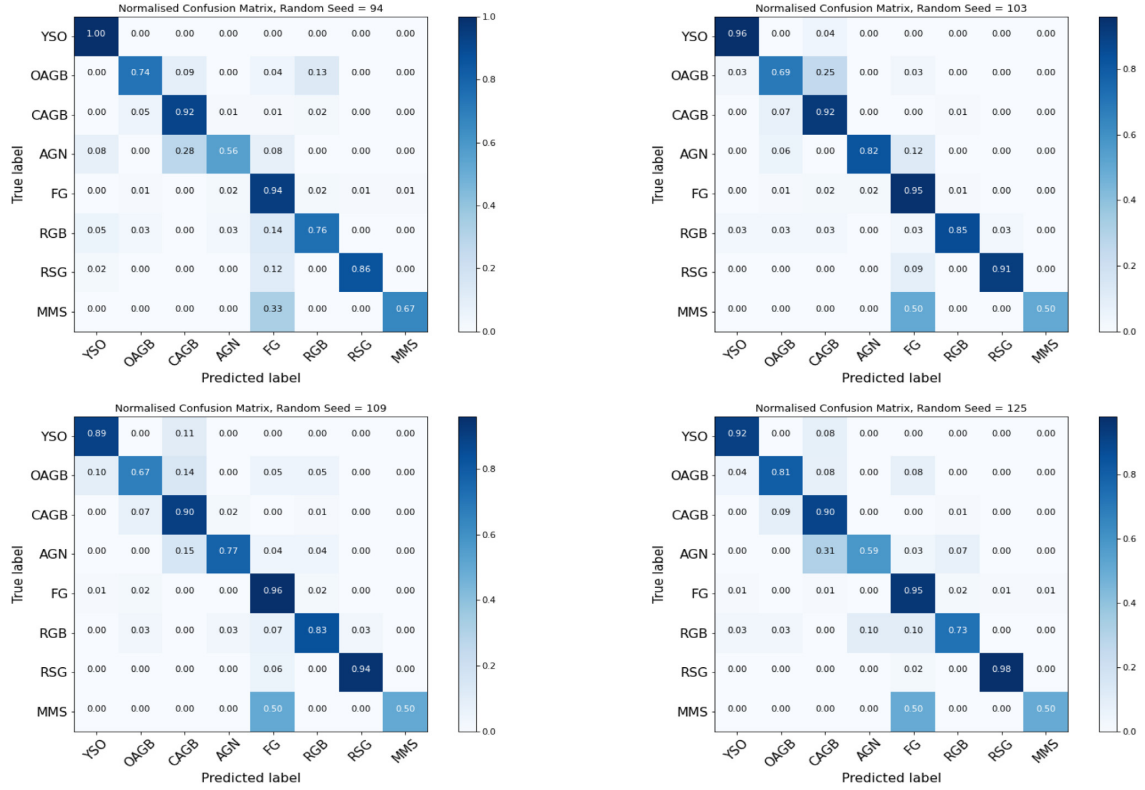 Normalised Confusion Matrix, Random Seed = 94
True label
YSO 1.00 0.00 0.00 0.00 0.00 0.00 0.00 0.00
OAGB 0.00 0.74 0.09 0.00 0.04 0.13 0.00 0.00
CAGB 0.00 0.05 0.92 0.01 0.01 0.02 0.00 0.00
AGN 0.08 0.00 0.28 0.56 0.08 0.00 0.00 0.00
FG 0.00 0.01 0.00 0.02 0.94 0.02 0.01 0.01
RGB 0.05 0.03 0.00 0.03 0.14 0.76 0.00 0.00
RSG 0.02 0.00 0.00 0.00 0.12 0.00 0.86 0.00
MMS 0.00 0.00 0.00 0.00 0.33 0.00 0.00 0.67
YSO OAGB CAGB AGN FG RGB RSG MMS
Predicted label
1.0
0.8
0.6
0.4
0.2
0.0
Normalised Confusion Matrix, Random Seed = 103
True label
YSO 0.96 0.00 0.04 0.00 0.00 0.00 0.00 0.00
OAGB 0.03 0.69 0.25 0.00 0.03 0.00 0.00 0.00
CAGB 0.00 0.07 0.92 0.00 0.00 0.01 0.00 0.00
AGN 0.00 0.06 0.00 0.82 0.12 0.00 0.00 0.00
FG 0.00 0.01 0.02 0.02 0.95 0.01 0.00 0.00
RGB 0.03 0.03 0.03 0.00 0.03 0.85 0.03 0.00
RSG 0.00 0.00 0.00 0.00 0.09 0.00 0.91 0.00
MMS 0.00 0.00 0.00 0.00 0.50 0.00 0.00 0.50
YSO OAGB CAGB AGN FG RGB RSG MMS
Predicted label
0.8
0.6
0.4
0.2
0.0
Normalised Confusion Matrix, Random Seed = 109
True label
YSO 0.89 0.00 0.11 0.00 0.00 0.00 0.00 0.00
OAGB 0.10 0.67 0.14 0.00 0.05 0.05 0.00 0.00
CAGB 0.00 0.07 0.90 0.02 0.00 0.01 0.00 0.00
AGN 0.00 0.00 0.15 0.77 0.04 0.04 0.00 0.00
FG 0.01 0.02 0.00 0.00 0.96 0.00 0.00 0.00
RGB 0.00 0.03 0.00 0.03 0.07 0.83 0.03 0.00
RSG 0.00 0.00 0.00 0.00 0.06 0.00 0.94 0.00
MMS 0.00 0.00 0.00 0.00 0.50 0.00 0.00 0.50
YSO OAGB CAGB AGN FG RGB RSG MMS
Predicted label
0.8
0.6
0.4
0.2
0.0
Normalised Confusion Matrix, Random Seed = 125
True label
YSO 0.92 0.00 0.08 0.00 0.00 0.00 0.00 0.00
OAGB 0.04 0.81 0.08 0.00 0.08 0.00 0.00 0.00
CAGB 0.00 0.09 0.90 0.00 0.00 0.01 0.00 0.00
AGN 0.00 0.00 0.31 0.59 0.03 0.07 0.00 0.00
FG 0.01 0.00 0.01 0.00 0.95 0.02 0.01 0.01
RGB 0.03 0.03 0.00 0.10 0.10 0.73 0.00 0.00
RSG 0.00 0.00 0.00 0.00 0.02 0.00 0.98 0.00
MMS 0.00 0.00 0.00 0.00 0.50 0.00 0.00 0.50
YSO OAGB CAGB AGN FG RGB RSG MMS
Predicted label
0.8
0.6
0.4
0.2
0.0